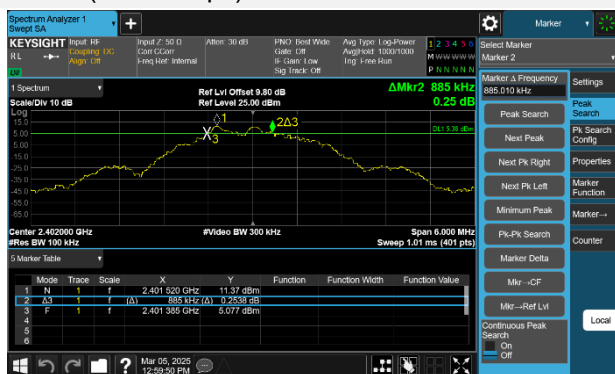 Spectrum Analyzer 1
Swept SA
Marker
KEYSIGHT
Input: RF
Input Z: 50 Ω
Atten: 30 dB
PNO: Best Wide
Avg Type: Log-Power
1 2 3 4 5 6
Select Marker
RL
Coupling: DC
Corr CCorr
Gate: Off
Avg|Hold: 1000/1000
M W W W W W
Marker 2
Align: Off
Freq Ref: Internal
IF Gain: Low
Trig: Free Run
Sig Track: Off
P N N N N N
Marker Δ Frequency
885.010 kHz
Settings
1 Spectrum
Ref Lvl Offset 9.80 dB
ΔMkr2 885 kHz
Scale/Div 10 dB
Ref Level 25.00 dBm
0.25 dB
Peak Search
Peak
Search
Log
15.0
5.00
-5.00
-15.0
-25.0
-35.0
-45.0
-55.0
-65.0
1
2Δ3
3
Next Peak
Pk Search
Config
Next Pk Right
Properties
Next Pk Left
Marker
Function
Minimum Peak
Marker→
Center 2.402000 GHz
#Video BW 300 kHz
Span 6.000 MHz
#Res BW 100 kHz
Sweep 1.01 ms (401 pts)
Pk-Pk Search
Counter
5 Marker Table
Marker Delta
Mode Trace Scale X Y Function Function Width Function Value
1 N 1 f 2.401 520 GHz 11.37 dBm
2 Δ3 1 f (Δ) 885 kHz (Δ) 0.2538 dB
3 F 1 f 2.401 385 GHz 5.077 dBm
4
5
6
Mkr→CF
Mkr→Ref Lvl
Continuous Peak
Search
On
Off
Local
?
Mar 05, 2025
12:59:50 PM